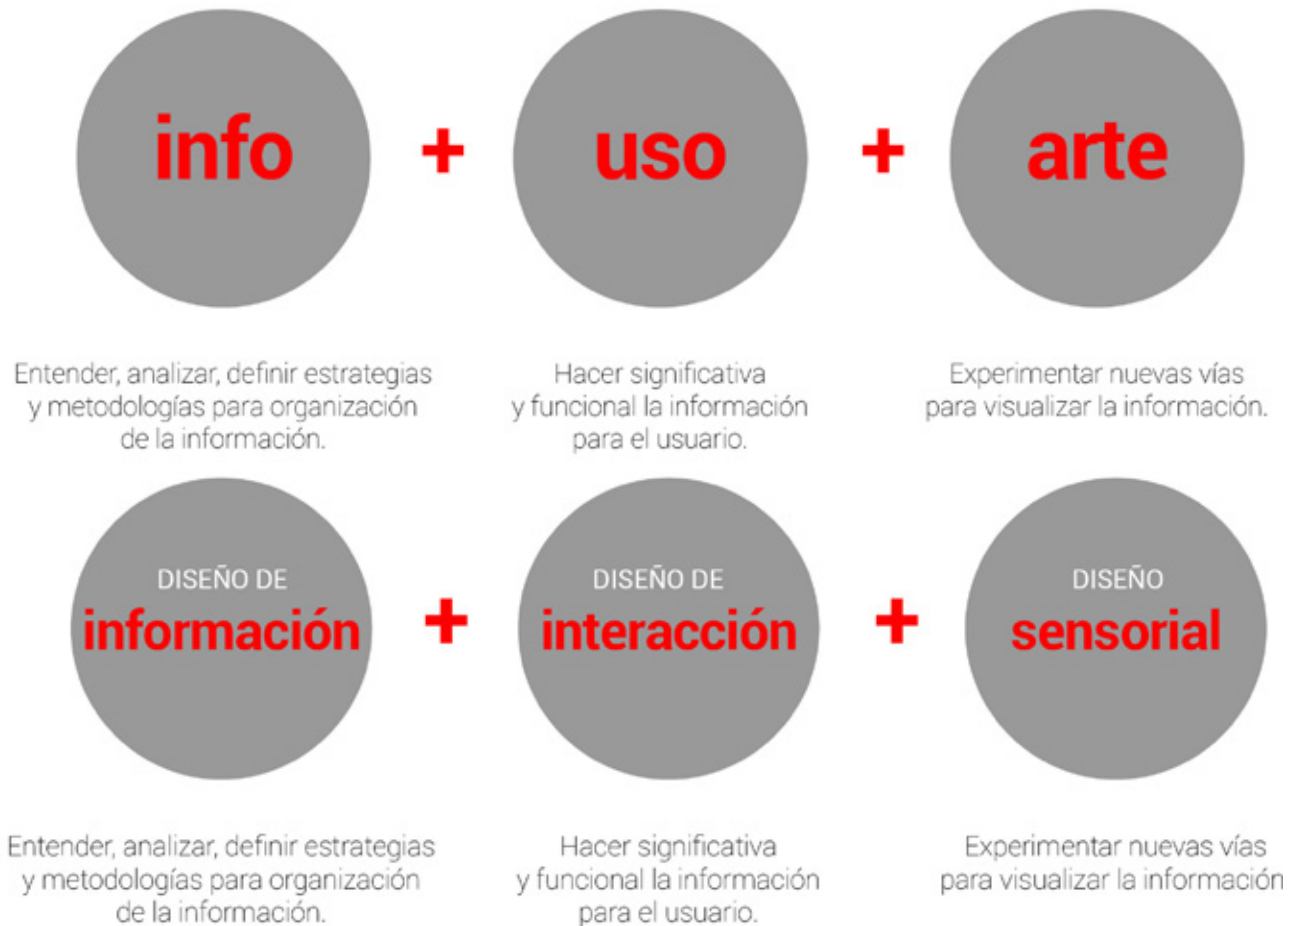 info + uso + arte
Entender, analizar, definir estrategias
y metodologías para organización
de la información.
Hacer significativa
y funcional la información
para el usuario.
Experimentar nuevas vías
para visualizar la información.
DISEÑO DE
información
+
DISEÑO DE
interacción
+
DISEÑO
sensorial
Entender, analizar, definir estrategias
y metodologías para organización
de la información.
Hacer significativa
y funcional la información
para el usuario.
Experimentar nuevas vías
para visualizar la información